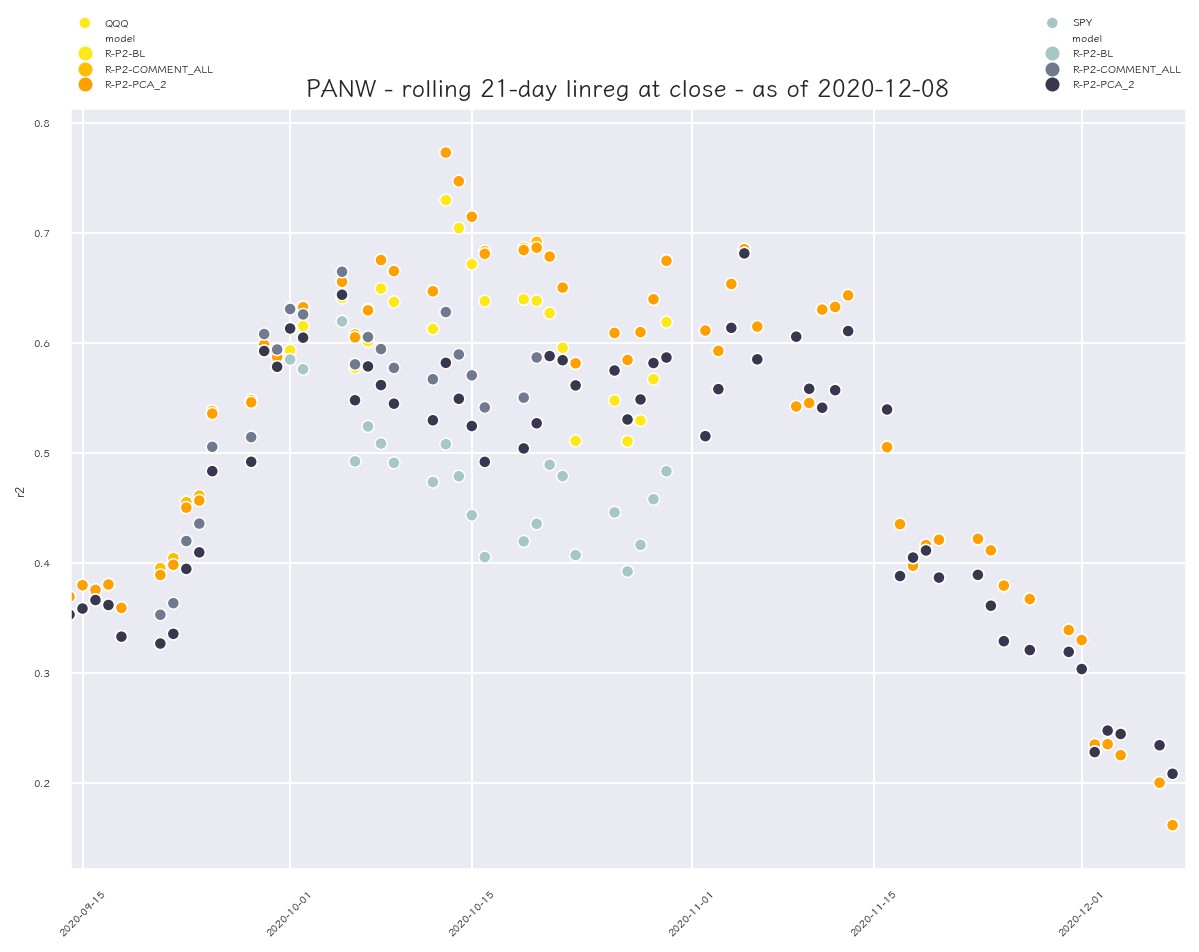 QQQ
model
R-P2-BL
R-P2-COMMENT_ALL
R-P2-PCA_2
SPY
model
R-P2-BL
R-P2-COMMENT_ALL
R-P2-PCA_2
PANW - rolling 21-day linreg at close - as of 2020-12-08
0.8
0.7
0.6
0.5
r2
0.4
0.3
0.2
2020-09-15
2020-10-01
2020-10-15
2020-11-01
2020-11-15
2020-12-01